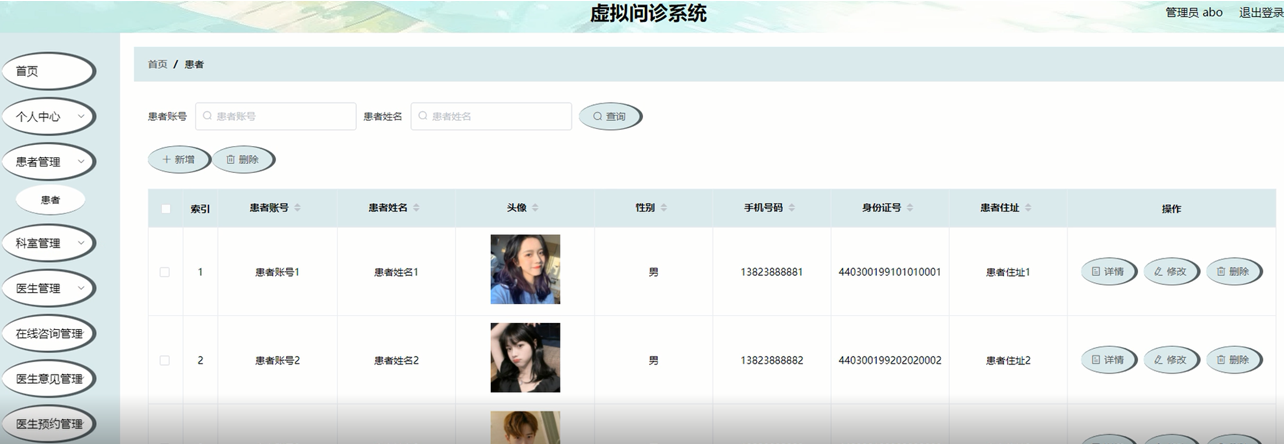 虚拟问诊系统
管理员 abo 退出登录
首页
个人中心
患者管理
患者
科室管理
医生管理
在线咨询管理
医生意见管理
医生预约管理
首页 / 患者
患者账号 患者账号 患者姓名 患者姓名 查询
新增 删除
索引 患者账号 患者姓名 头像 性别 手机号码 身份证号 患者住址 操作
1 患者账号1 患者姓名1 男 13823888881 440300199101010001 患者住址1 详情 修改 删除
2 患者账号2 患者姓名2 男 13823888882 440300199202020002 患者住址2 详情 修改 删除